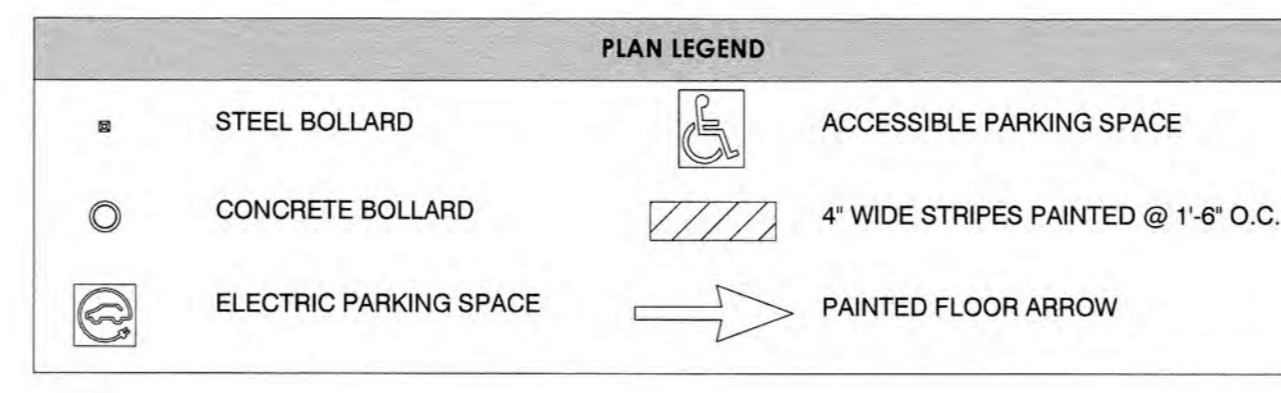 PLAN LEGEND
STEEL BOLLARD
ACCESSIBLE PARKING SPACE
CONCRETE BOLLARD
4" WIDE STRIPES PAINTED @ 1'-6" O.C.
ELECTRIC PARKING SPACE
PAINTED FLOOR ARROW